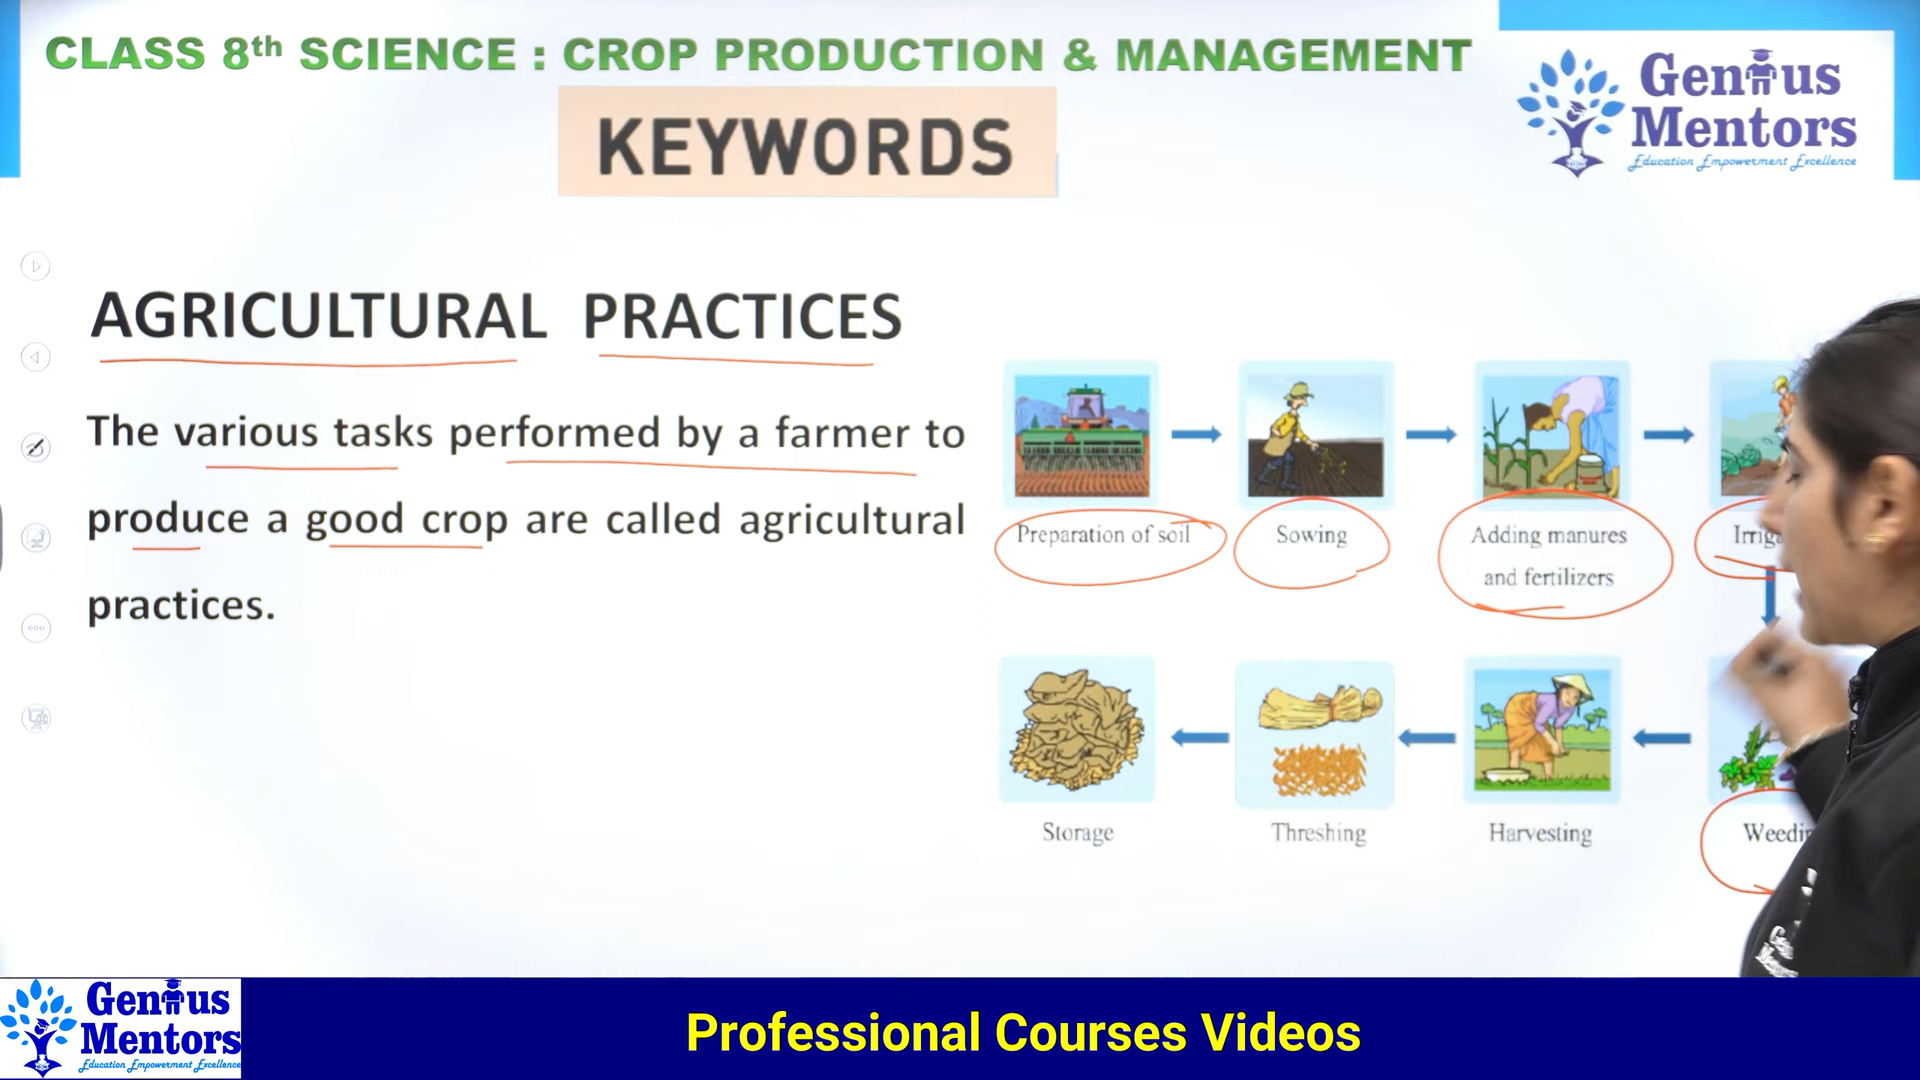 CLASS 8th SCIENCE : CROP PRODUCTION & MANAGEMENT
KEYWORDS
Genius
Mentors
Education Empowerment Excellence
AGRICULTURAL PRACTICES
The various tasks performed by a farmer to
produce a good crop are called agricultural
practices.
Preparation of soil
Sowing
Adding manures
and fertilizers
Storage
Threshing
Harvesting
Genius
Mentors
Education Empowerment Excellence
Professional Courses Videos